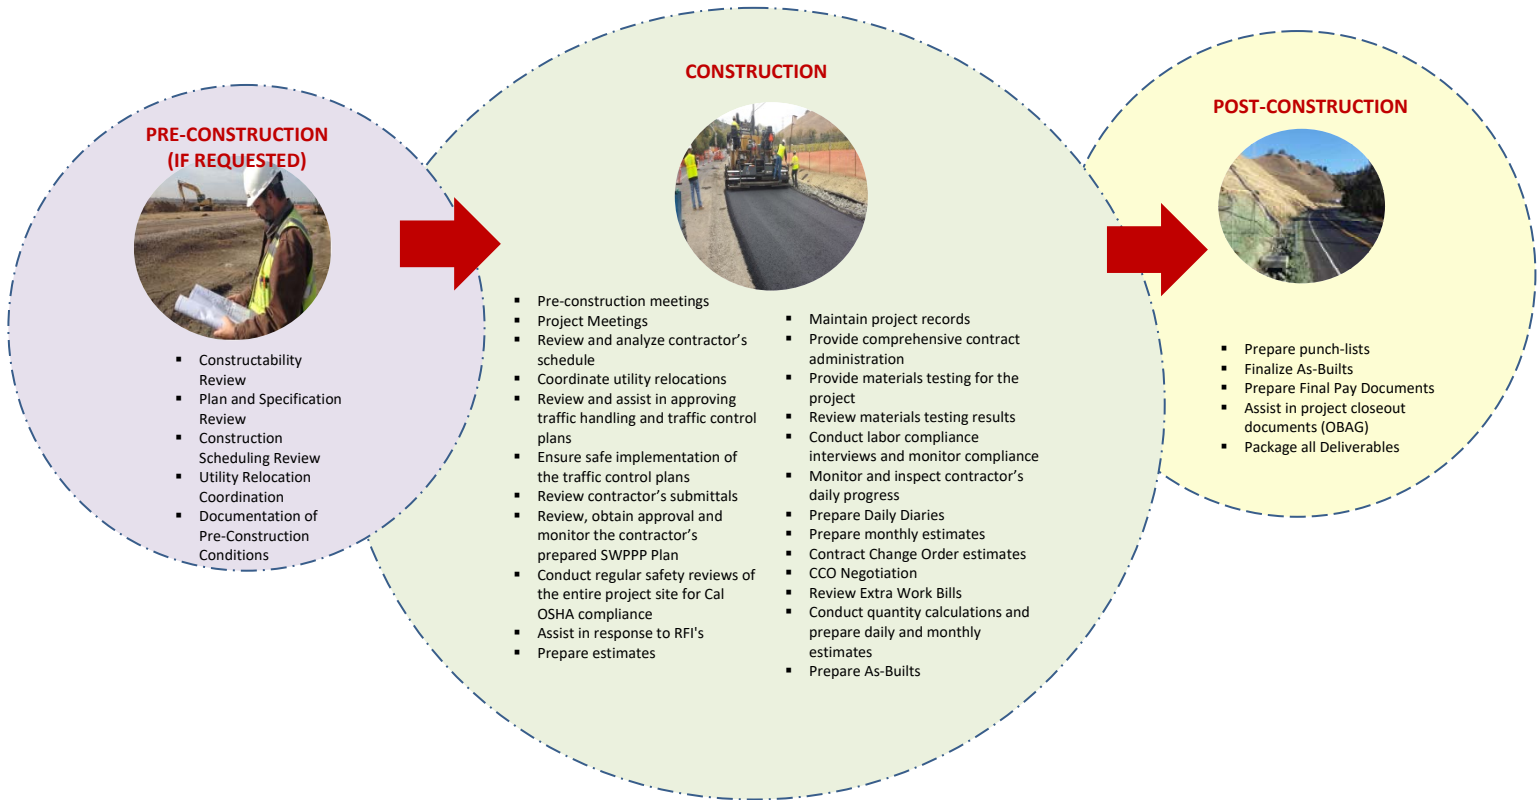 PRE-CONSTRUCTION
(IF REQUESTED)
▪ Constructability
Review
▪ Plan and Specification
Review
▪ Construction
Scheduling Review
▪ Utility Relocation
Coordination
▪ Documentation of
Pre-Construction
Conditions
CONSTRUCTION
▪ Pre-construction meetings
▪ Project Meetings
▪ Review and analyze contractor’s
schedule
▪ Coordinate utility relocations
▪ Review and assist in approving
traffic handling and traffic control
plans
▪ Ensure safe implementation of
the traffic control plans
▪ Review contractor’s submittals
▪ Review, obtain approval and
monitor the contractor’s
prepared SWPPP Plan
▪ Conduct regular safety reviews of
the entire project site for Cal
OSHA compliance
▪ Assist in response to RFI's
▪ Prepare estimates
▪ Maintain project records
▪ Provide comprehensive contract
administration
▪ Provide materials testing for the
project
▪ Review materials testing results
▪ Conduct labor compliance
interviews and monitor compliance
▪ Monitor and inspect contractor’s
daily progress
▪ Prepare Daily Diaries
▪ Prepare monthly estimates
▪ Contract Change Order estimates
▪ CCO Negotiation
▪ Review Extra Work Bills
▪ Conduct quantity calculations and
prepare daily and monthly
estimates
▪ Prepare As-Builts
POST-CONSTRUCTION
▪ Prepare punch-lists
▪ Finalize As-Builts
▪ Prepare Final Pay Documents
▪ Assist in project closeout
documents (OBAG)
▪ Package all Deliverables